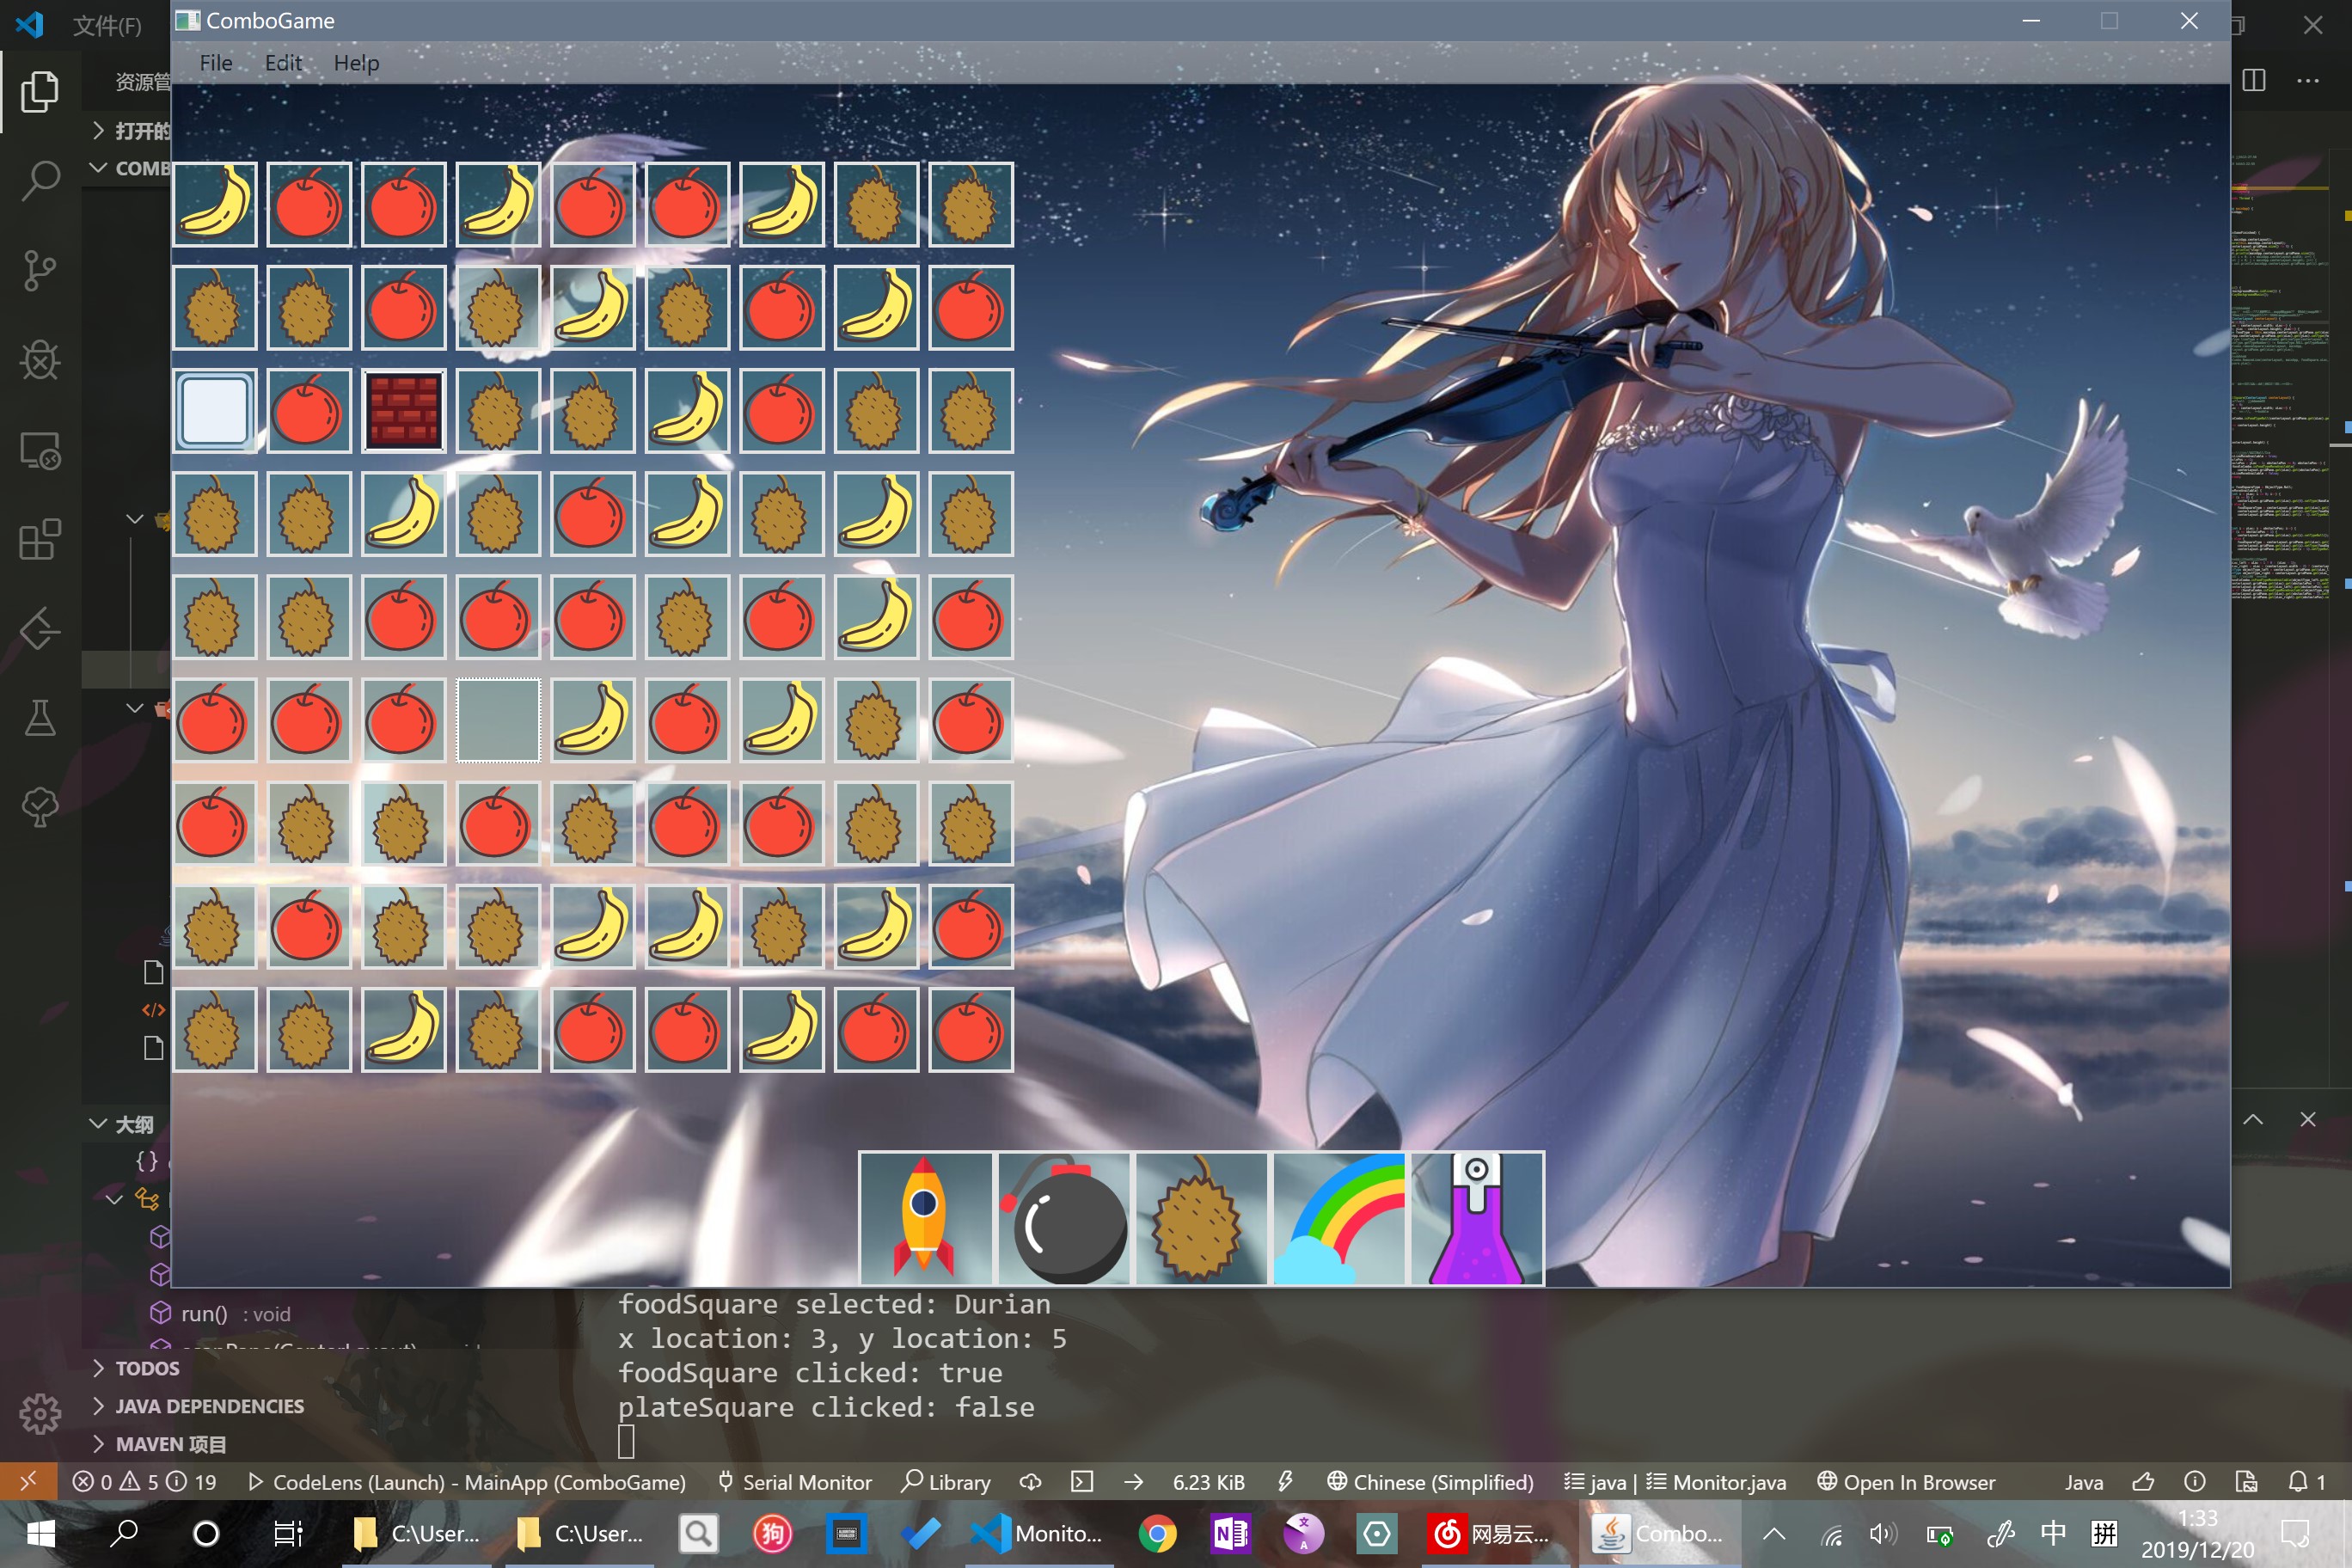 文件(F)
ComboGame
File Edit Help
资源管
打开的
COMB
大纲
run() : void
TODOS
JAVA DEPENDENCIES
MAVEN 项目
foodSquare selected: Durian
x location: 3, y location: 5
foodSquare clicked: true
plateSquare clicked: false
0 5 19 CodeLens (Launch) - MainApp (ComboGame) Serial Monitor Library 6.23 KiB Chinese (Simplified) java | Monitor.java Open In Browser Java 1
C:\User... C:\User... 狗 N 文 A Monito... 网易云... Combo... 中 拼
1:33
2019/12/20